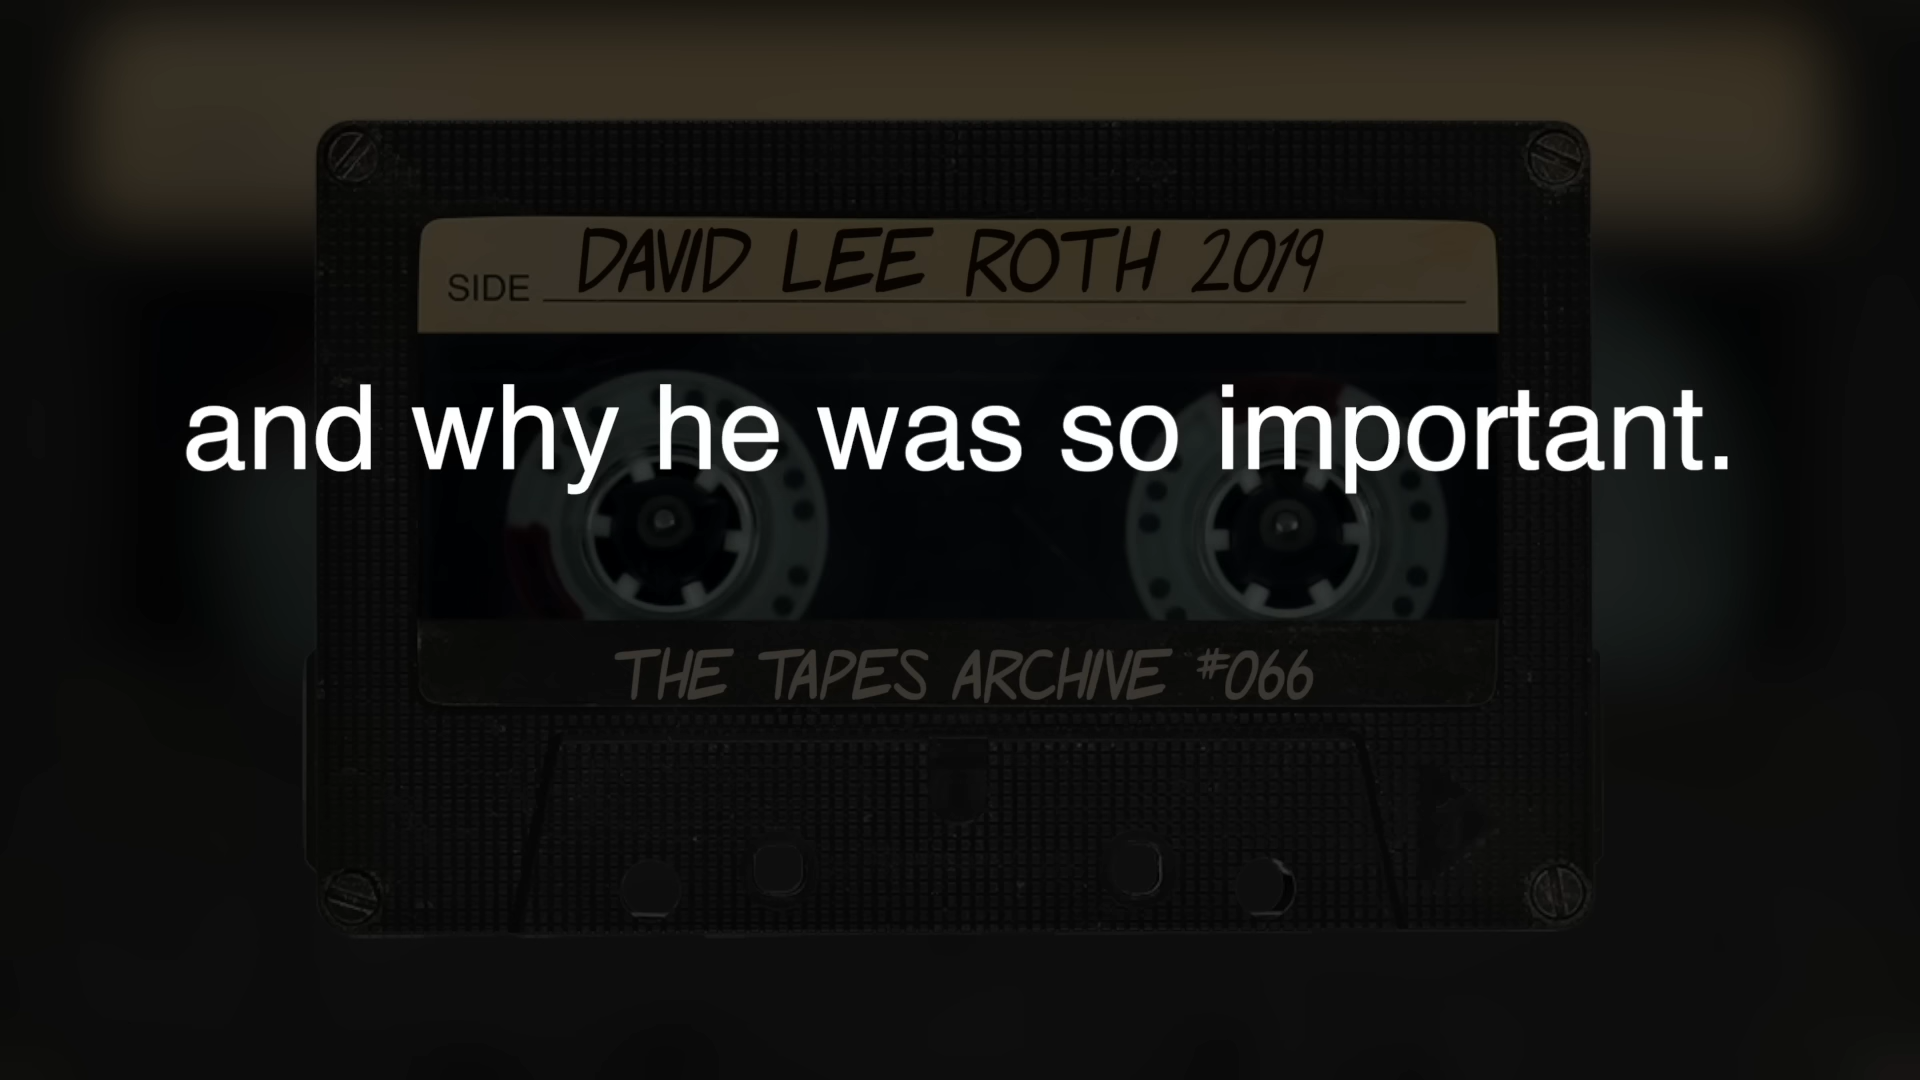 DAVID LEE ROTH 2019
SIDE
and why he was so important.
THE TAPES ARCHIVE #066